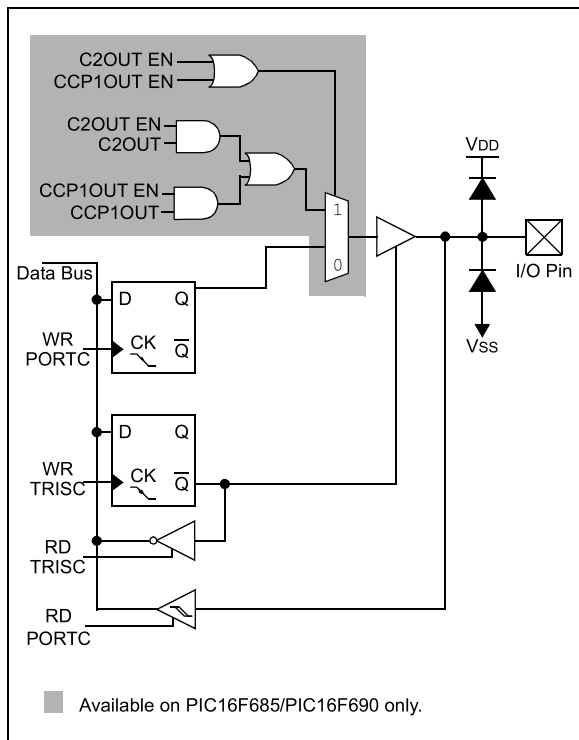 C2OUT EN
CCP1OUT EN
C2OUT EN
C2OUT
CCP1OUT EN
CCP1OUT
1
0
VDD
I/O Pin
VSS
Data Bus
D Q
WR
PORTC
CK
Q
D Q
WR
TRISC
CK
Q
RD
TRISC
RD
PORTC
Available on PIC16F685/PIC16F690 only.